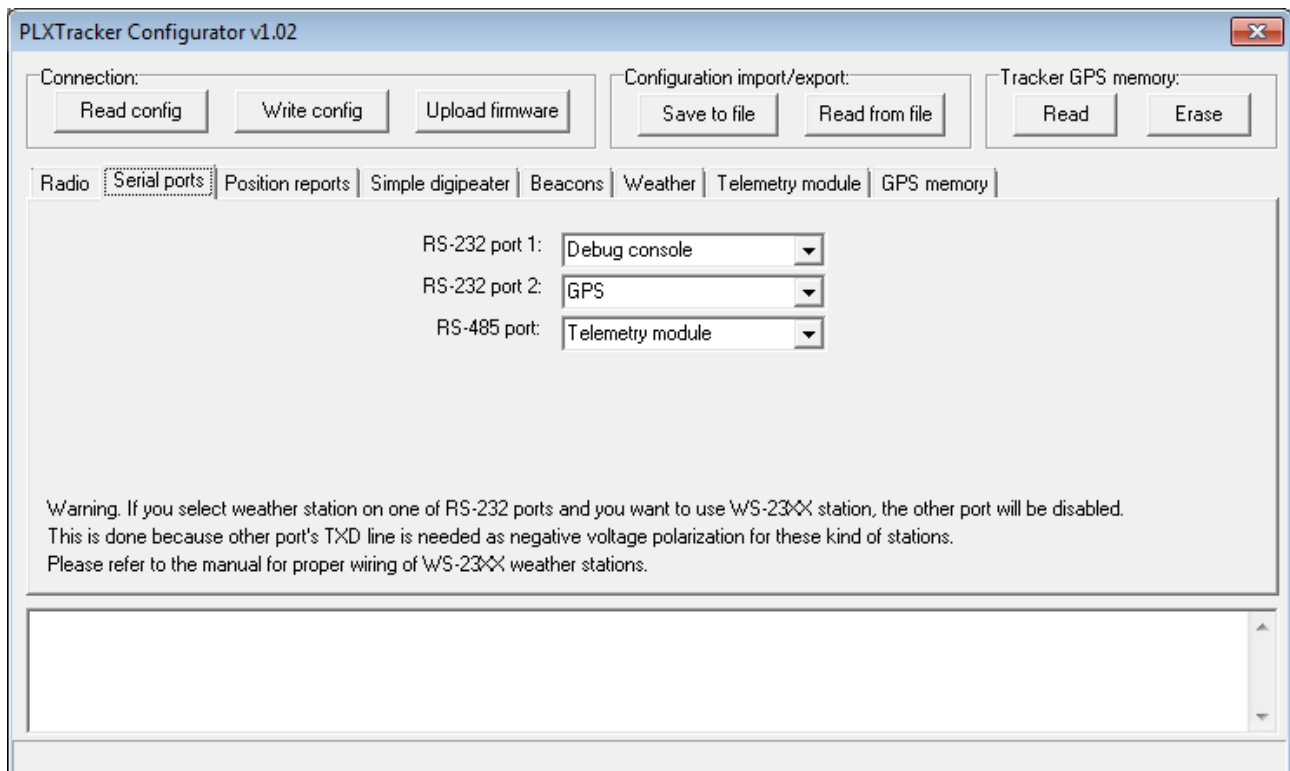 PLXTracker Configurator v1.02
Connection:
Read config
Write config
Upload firmware
Configuration import/export:
Save to file
Read from file
Tracker GPS memory:
Read
Erase
Radio
Serial ports
Position reports
Simple digipeater
Beacons
Weather
Telemetry module
GPS memory
RS-232 port 1:
Debug console
RS-232 port 2:
GPS
RS-485 port:
Telemetry module
Warning. If you select weather station on one of RS-232 ports and you want to use WS-23XX station, the other port will be disabled.
This is done because other port's TXD line is needed as negative voltage polarization for these kind of stations.
Please refer to the manual for proper wiring of WS-23XX weather stations.